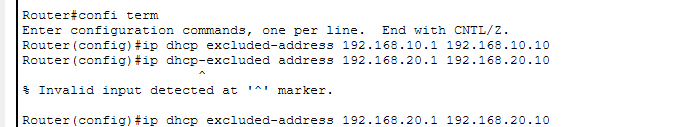 Router#confi term
Enter configuration commands, one per line.  End with CNTL/Z.
Router(config)#ip dhcp excluded-address 192.168.10.1 192.168.10.10
Router(config)#ip dhcp-excluded address 192.168.20.1 192.168.20.10
                       ^
% Invalid input detected at '^' marker.
Router(config)#ip dhcp excluded-address 192.168.20.1 192.168.20.10